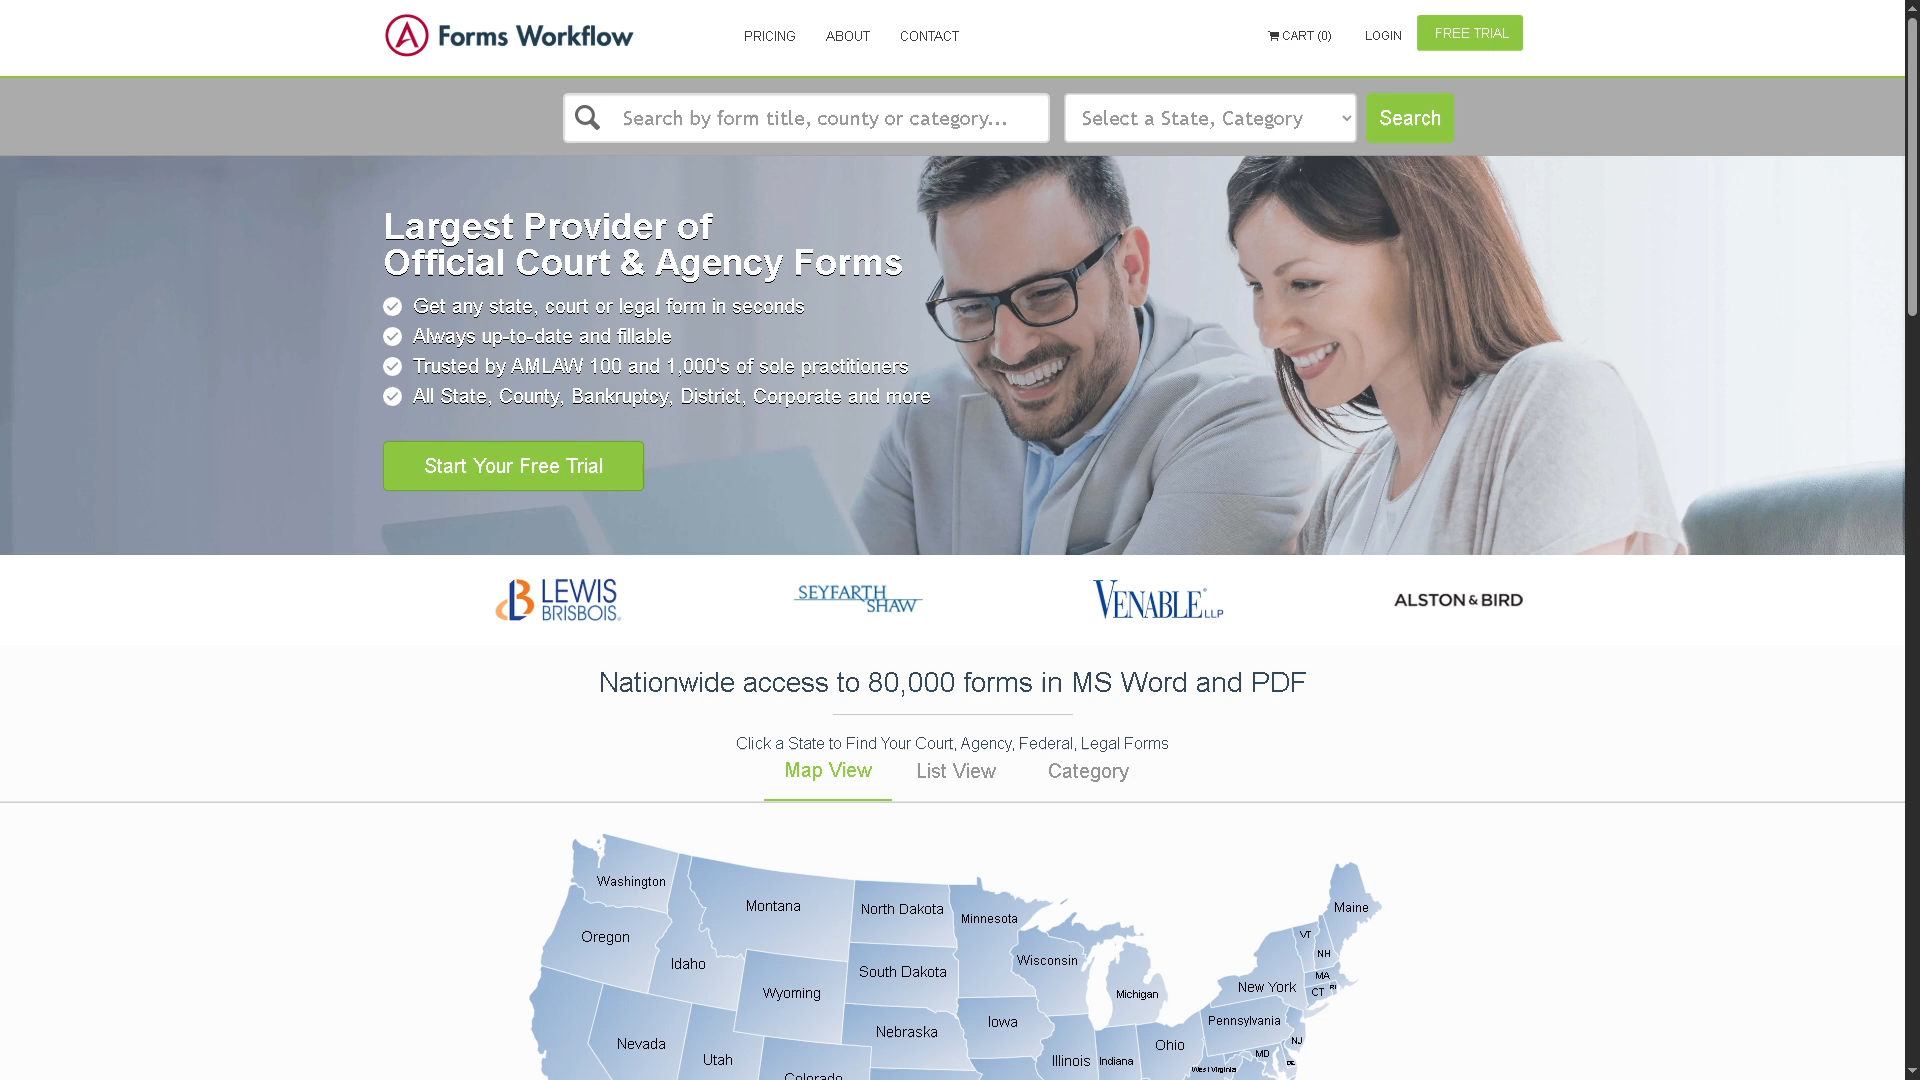 Forms Workflow
PRICING
ABOUT
CONTACT
CART (0)
LOGIN
FREE TRIAL
Search by form title, county or category...
Select a State, Category
Search
Largest Provider of
Official Court & Agency Forms
Get any state, court or legal form in seconds
Always up-to-date and fillable
Trusted by AMLAW 100 and 1,000's of sole practitioners
All State, County, Bankruptcy, District, Corporate and more
Start Your Free Trial
LEWIS
BRISBOIS
SEYFARTH
SHAW
VENABLE LLP
ALSTON & BIRD
Nationwide access to 80,000 forms in MS Word and PDF
Click a State to Find Your Court, Agency, Federal, Legal Forms
Map View
List View
Category
Washington
Montana
North Dakota
Minnesota
Maine
Oregon
Idaho
South Dakota
Wisconsin
VT
NH
MA
Wyoming
Michigan
New York
CT
RI
Nebraska
Iowa
Pennsylvania
Nevada
Utah
Illinois
Indiana
Ohio
NJ
MD
DE
West Virginia
Colorado